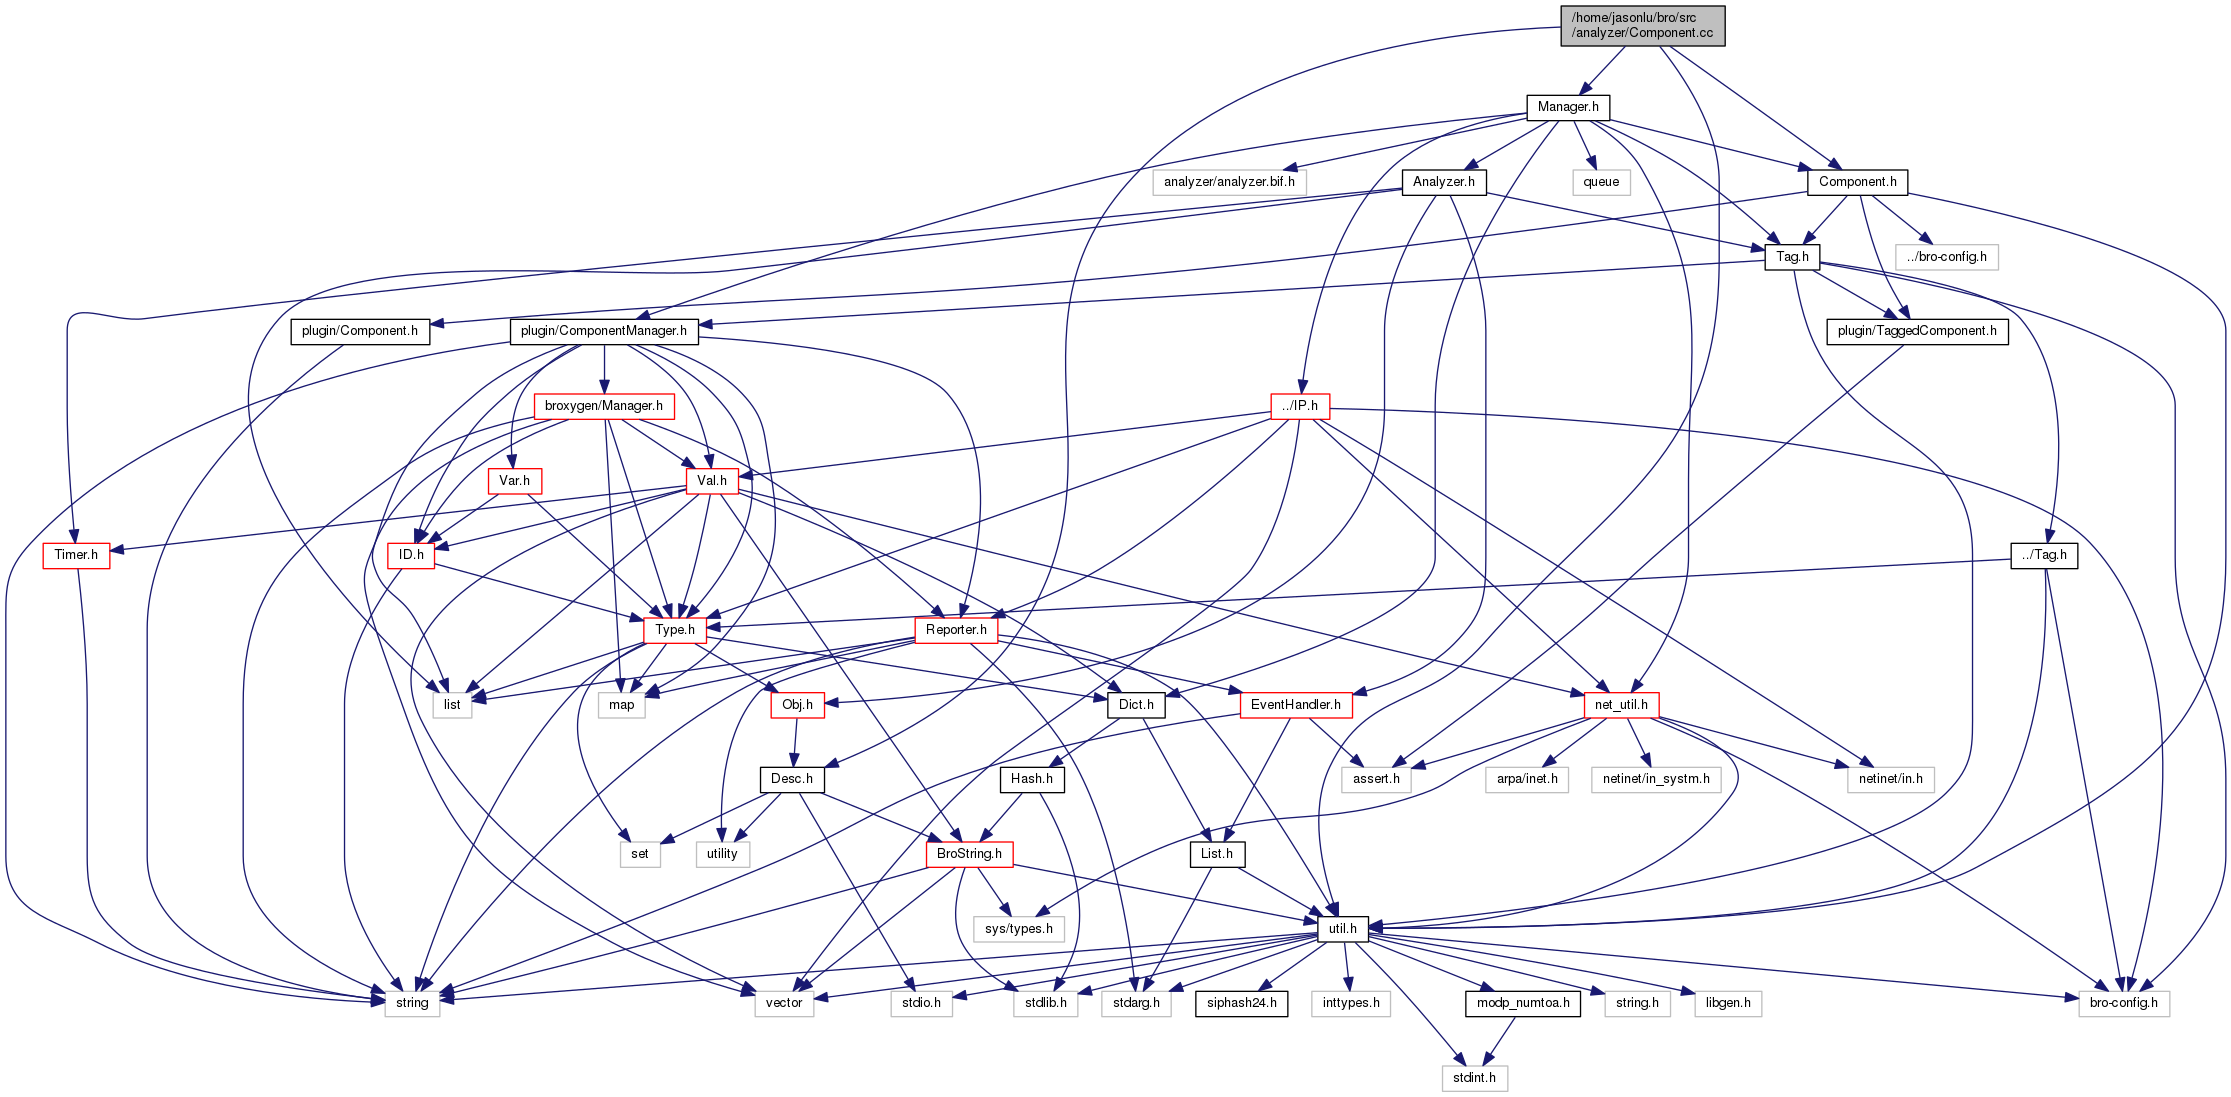 /home/jasonlu/bro/src
/analyzer/Component.cc
Manager.h
analyzer/analyzer.bif.h
Analyzer.h
queue
Component.h
Tag.h
../bro-config.h
plugin/Component.h
plugin/ComponentManager.h
plugin/TaggedComponent.h
broxygen/Manager.h
../IP.h
Var.h
Val.h
Timer.h
ID.h
../Tag.h
Type.h
Reporter.h
list
map
Obj.h
Dict.h
EventHandler.h
net_util.h
Desc.h
Hash.h
assert.h
arpa/inet.h
netinet/in_systm.h
netinet/in.h
set
utility
BroString.h
List.h
sys/types.h
util.h
string
vector
stdio.h
stdlib.h
stdarg.h
siphash24.h
inttypes.h
modp_numtoa.h
string.h
libgen.h
bro-config.h
stdint.h